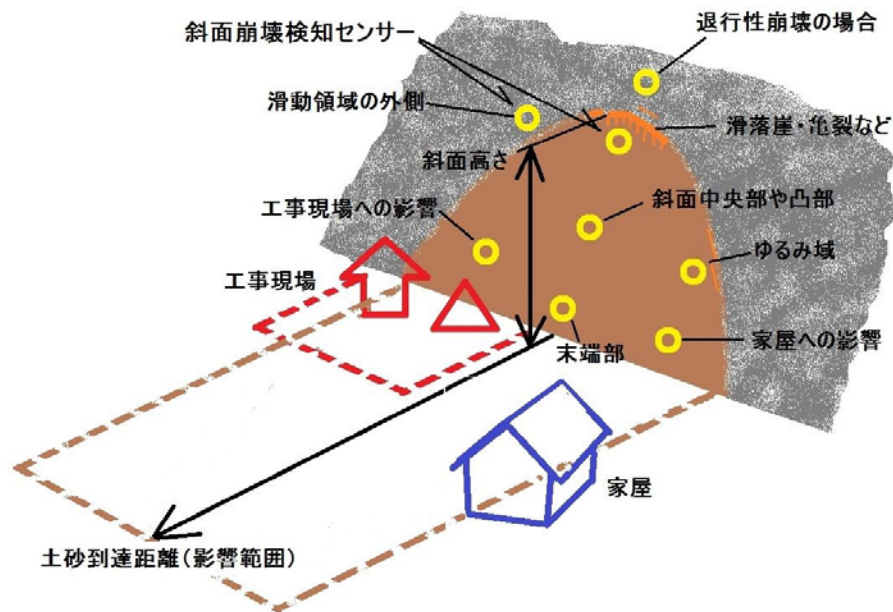 退行性崩壊の場合
斜面崩壊検知センサー
滑動領域の外側
滑落崖・亀裂など
斜面高さ
斜面中央部や凸部
工事現場への影響
ゆるみ域
工事現場
家屋への影響
末端部
家屋
土砂到達距離(影響範囲)